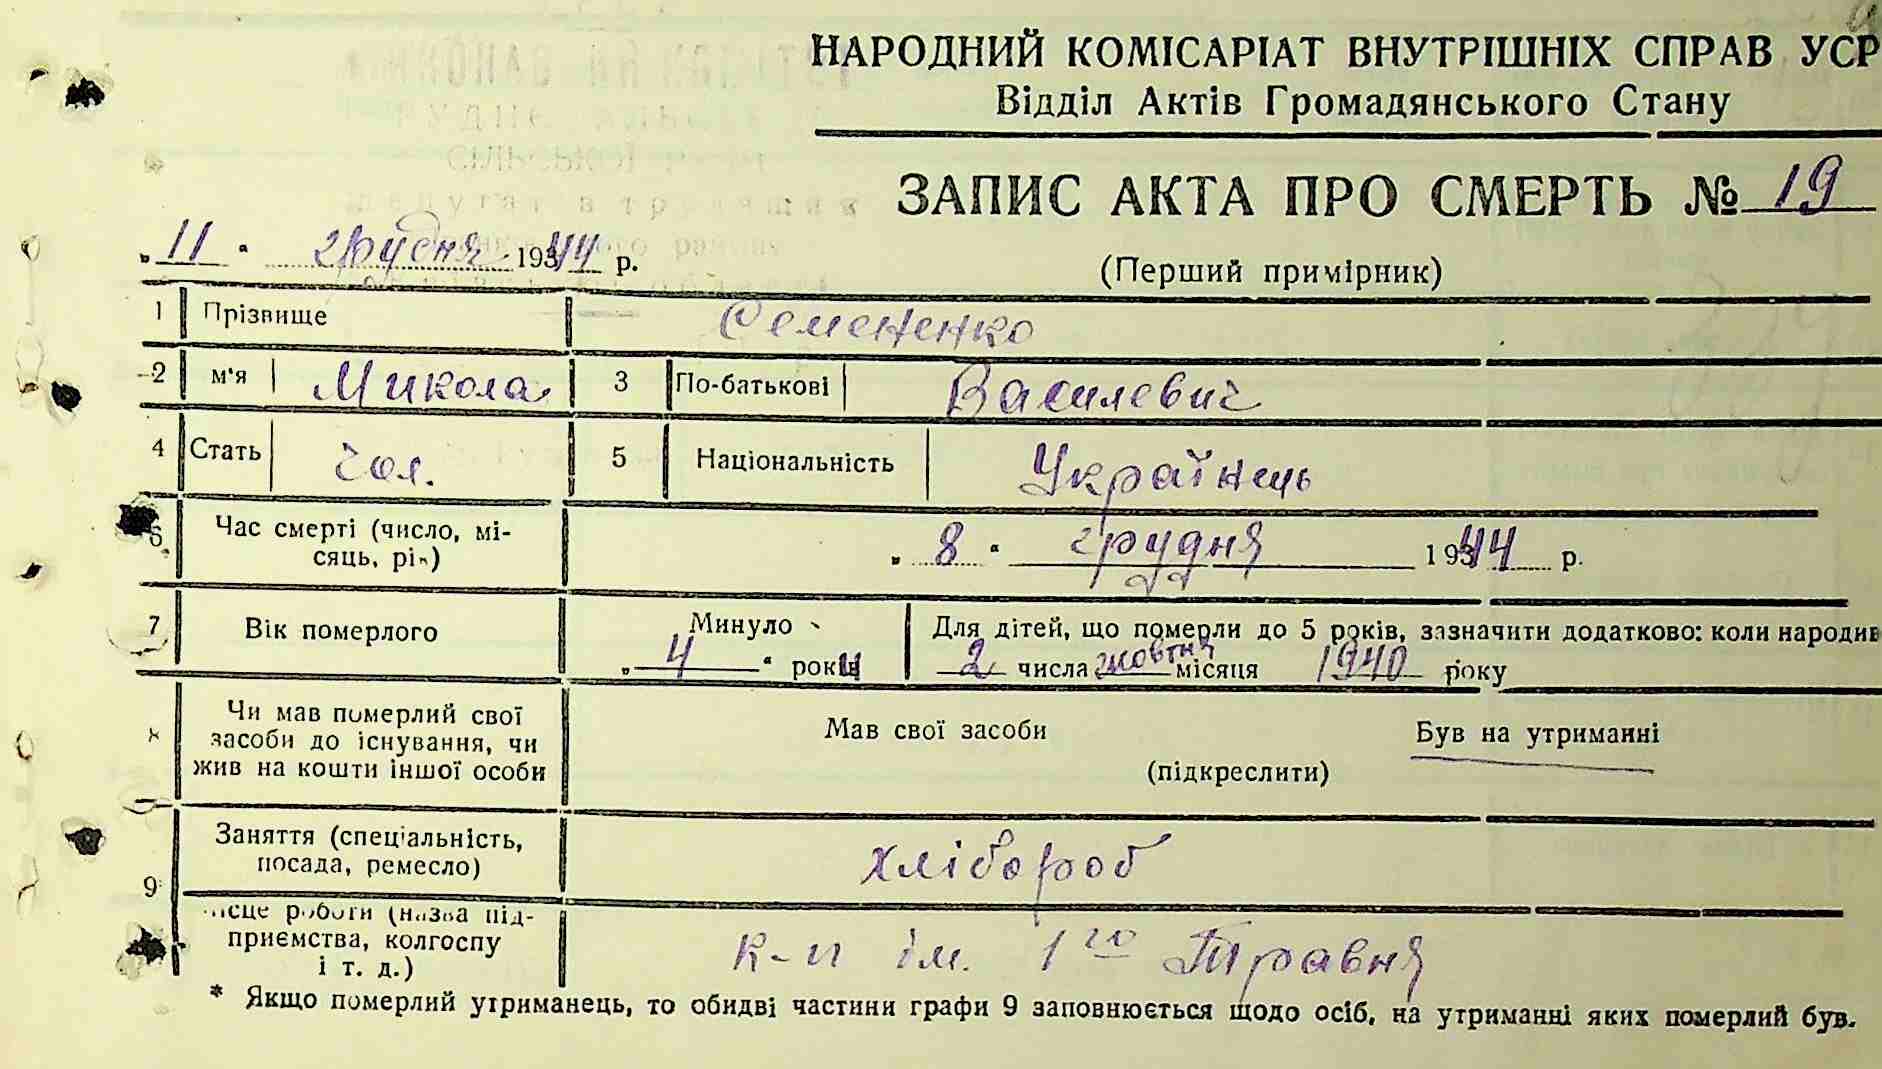 НАРОДНИЙ КОМІСАРІАТ ВНУТРІШНІХ СПРАВ УСР
Відділ Актів Громадянського Стану
ЗАПИС АКТА ПРО СМЕРТЬ № 19
„ 11 “ грудня 1944 р.
(Перший примірник)
1 Прізвище Семененко
2 м'я Микола 3 По-батькові Василевич
4 Стать чол. 5 Національність Українець
6 Час смерті (число, мі-
сяць, рік) „ 8 “ грудня 1944 р.
7 Вік померлого Минуло Для дітей, що померли до 5 років, зазначити додатково: коли народив
„ 4 “ роки 2 числа жовтня місяця 1940 року
Чи мав померлий свої
засоби до існування, чи
жив на кошти іншої особи
Мав свої засоби Був на утриманні
(підкреслити)
9 Заняття (спеціальність,
посада, ремесло) хлібороб
ісце роботи (назва під-
приємства, колгоспу
і т. д.) к-п ім. 1го Травня
* Якщо померлий утриманець, то обидві частини графи 9 заповнюється щодо осіб, на утриманні яких померлий був.